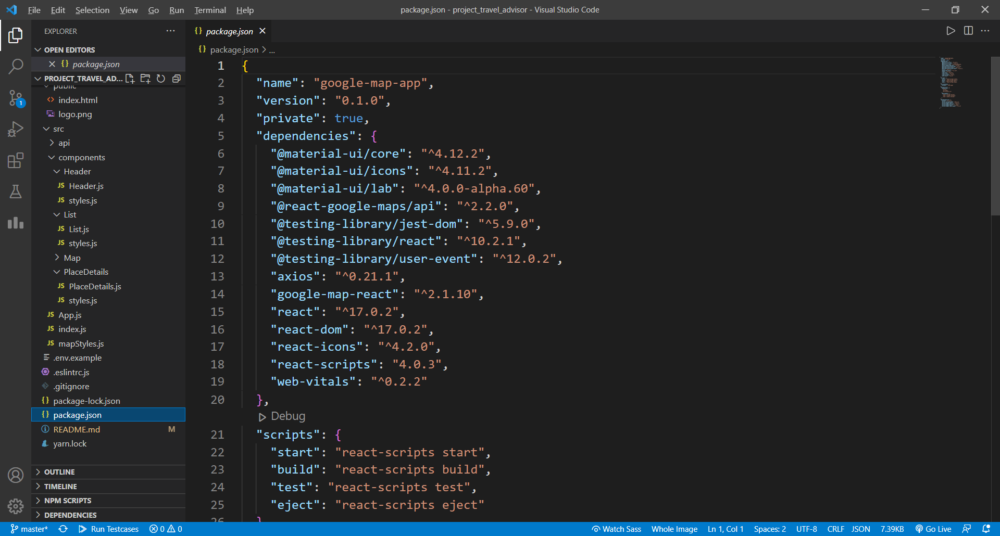 File Edit Selection View Go Run Terminal Help
package.json - project_travel_advisor - Visual Studio Code
EXPLORER
OPEN EDITORS
package.json
PROJECT_TRAVEL_AD...
public
index.html
logo.png
src
api
components
Header
JS Header.js
JS styles.js
List
JS List.js
JS styles.js
Map
PlaceDetails
JS PlaceDetails.js
JS styles.js
JS App.js
JS index.js
JS mapStyles.js
.env.example
.eslintrc.js
.gitignore
{} package-lock.json
{} package.json
README.md M
yarn.lock
OUTLINE
TIMELINE
NPM SCRIPTS
DEPENDENCIES
1
{} package.json
{} package.json > ...
1 {
2 "name": "google-map-app",
3 "version": "0.1.0",
4 "private": true,
5 "dependencies": {
6 "@material-ui/core": "^4.12.2",
7 "@material-ui/icons": "^4.11.2",
8 "@material-ui/lab": "^4.0.0-alpha.60",
9 "@react-google-maps/api": "^2.2.0",
10 "@testing-library/jest-dom": "^5.9.0",
11 "@testing-library/react": "^10.2.1",
12 "@testing-library/user-event": "^12.0.2",
13 "axios": "^0.21.1",
14 "google-map-react": "^2.1.10",
15 "react": "^17.0.2",
16 "react-dom": "^17.0.2",
17 "react-icons": "^4.2.0",
18 "react-scripts": "4.0.3",
19 "web-vitals": "^0.2.2"
20 },
Debug
21 "scripts": {
22 "start": "react-scripts start",
23 "build": "react-scripts build",
24 "test": "react-scripts test",
25 "eject": "react-scripts eject"
26 }
master* Run Testcases 0 0 Watch Sass Whole Image Ln 1, Col 1 Spaces: 2 UTF-8 CRLF JSON 7.39KB Go Live